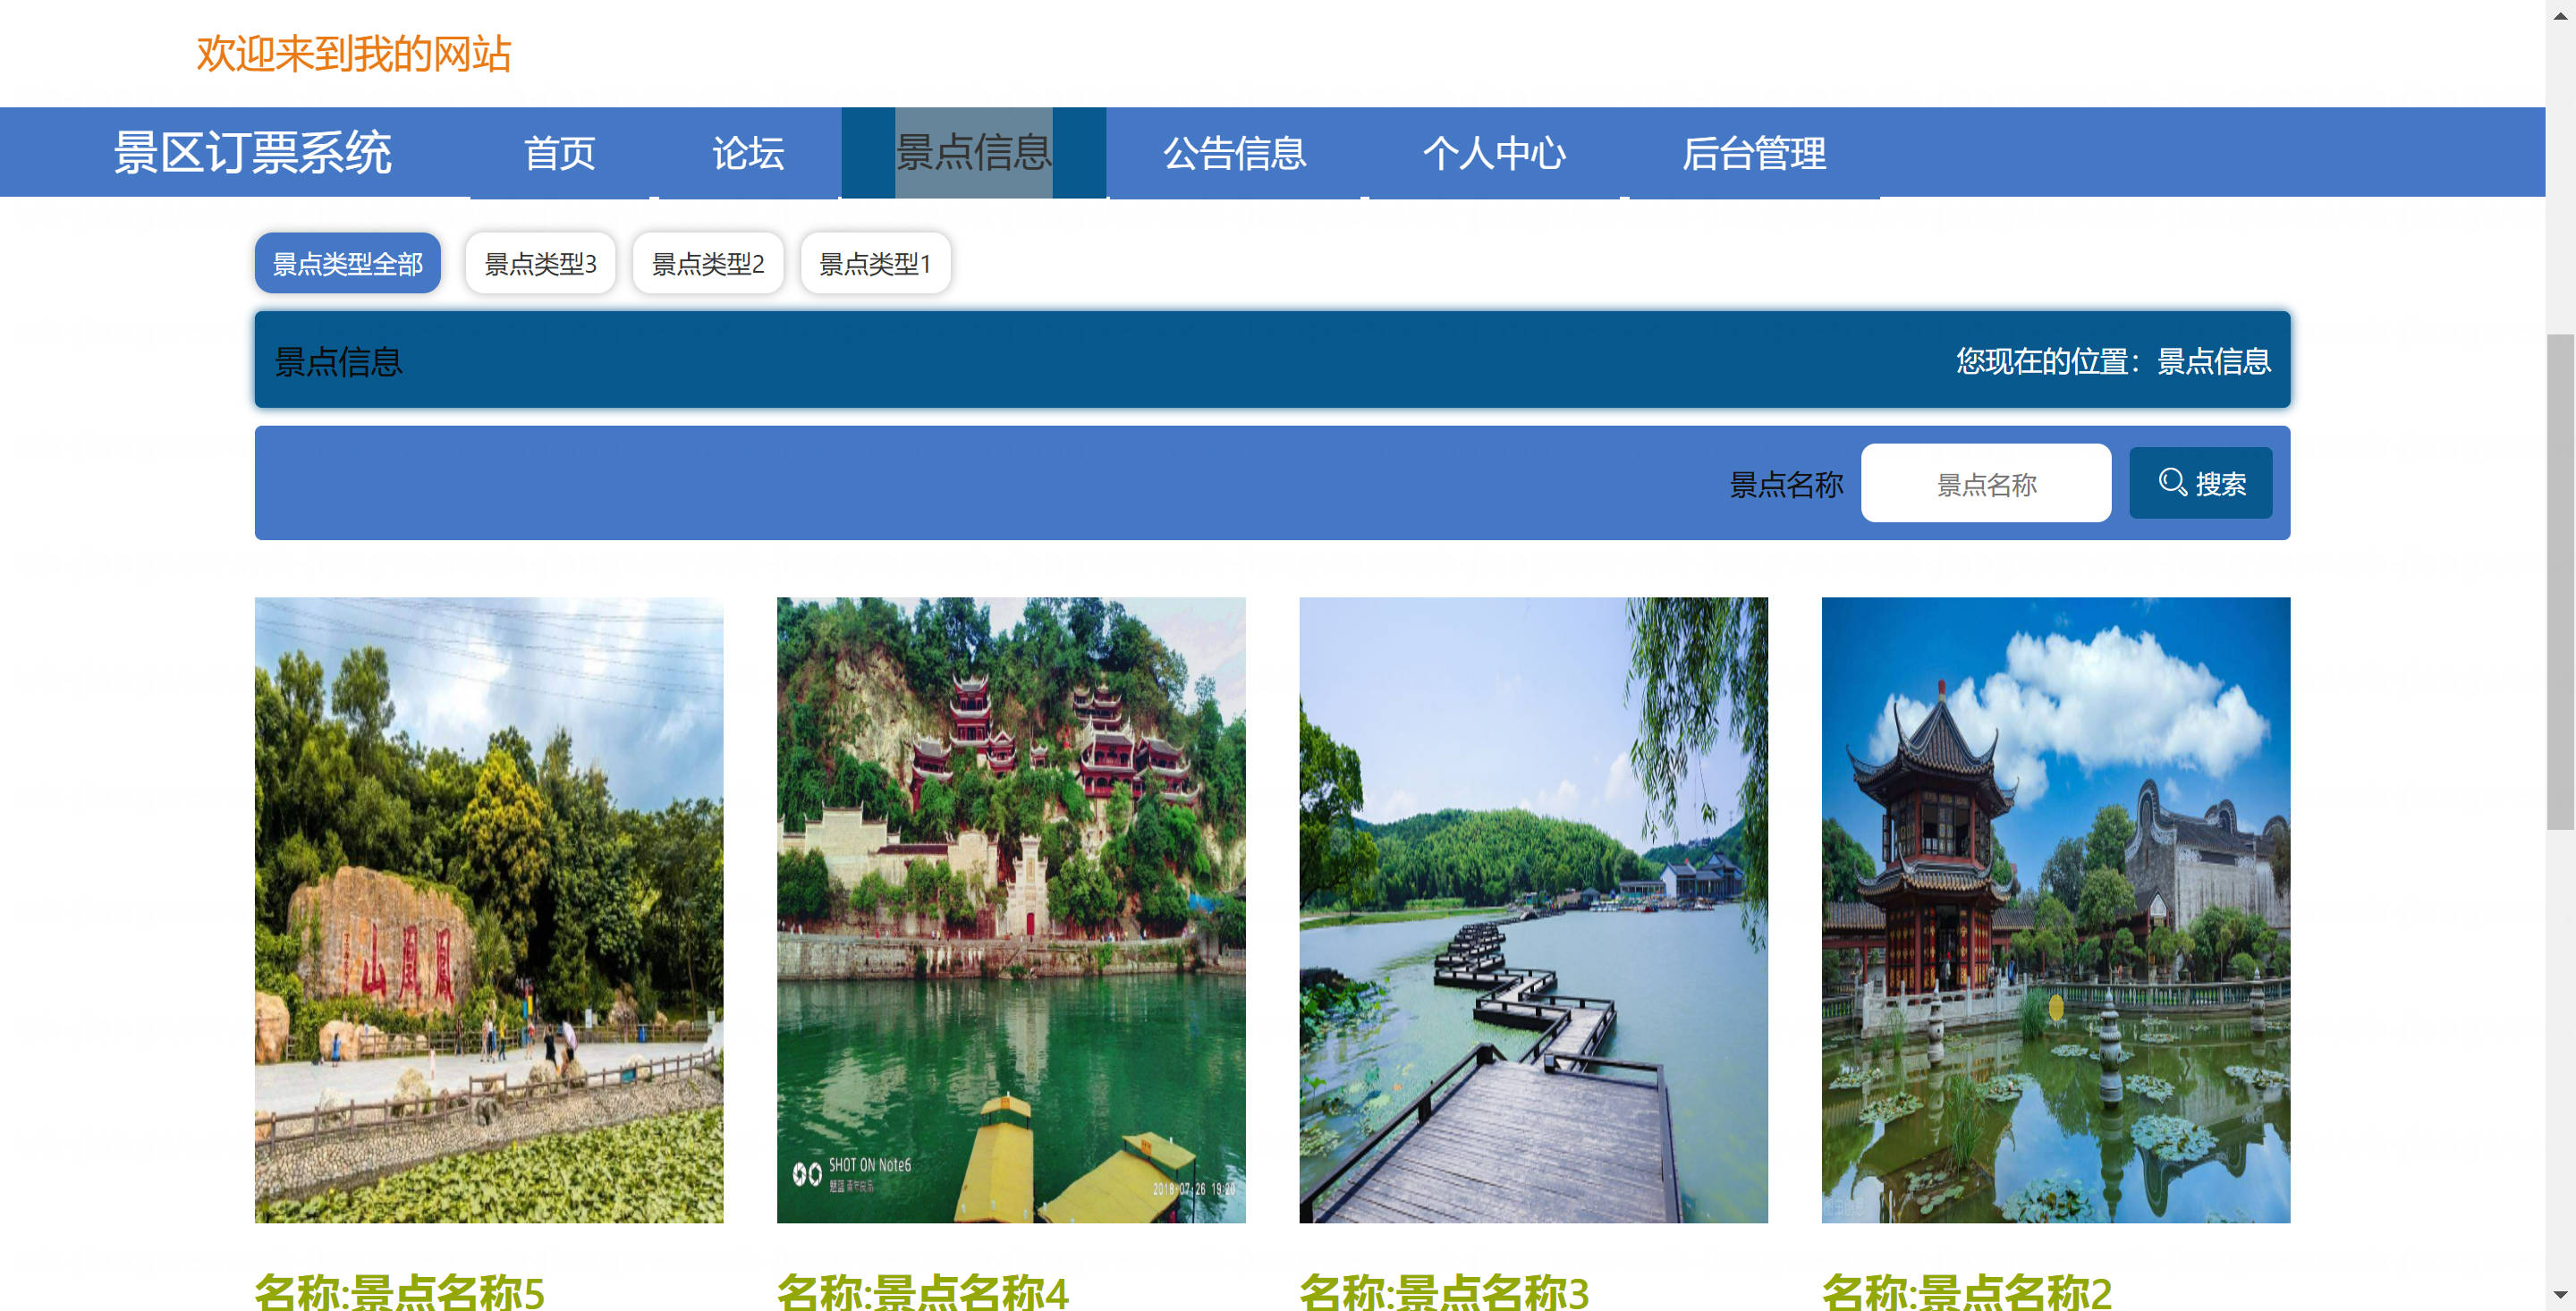 欢迎来到我的网站
景区订票系统 首页 论坛 景点信息 公告信息 个人中心 后台管理
景点类型全部 景点类型3 景点类型2 景点类型1
景点信息 您现在的位置：景点信息
景点名称 景点名称 搜索
鳳凰山
SHOT ON Note6
2018/07/26 19:20
名称:景点名称5 名称:景点名称4 名称:景点名称3 名称:景点名称2